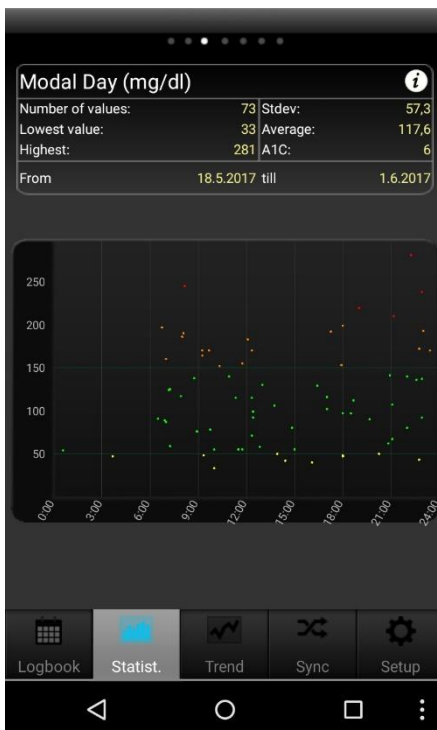 Modal Day (mg/dl) i
Number of values: 73 Stdev: 57,3
Lowest value: 33 Average: 117,6
Highest: 281 A1C: 6
From 18.5.2017 till 1.6.2017
250
200
150
100
50
0:00 3:00 6:00 9:00 12:00 15:00 18:00 21:00 24:00
Logbook Statist. Trend Sync Setup